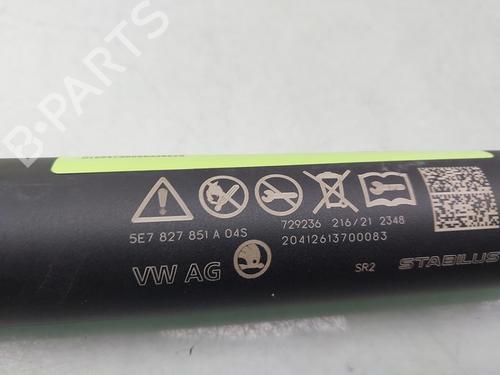 B-PARTS
5E7 827 851 A 04S
729236 216/21 2348
20412613700083
VW AG
SR2
STABILUS